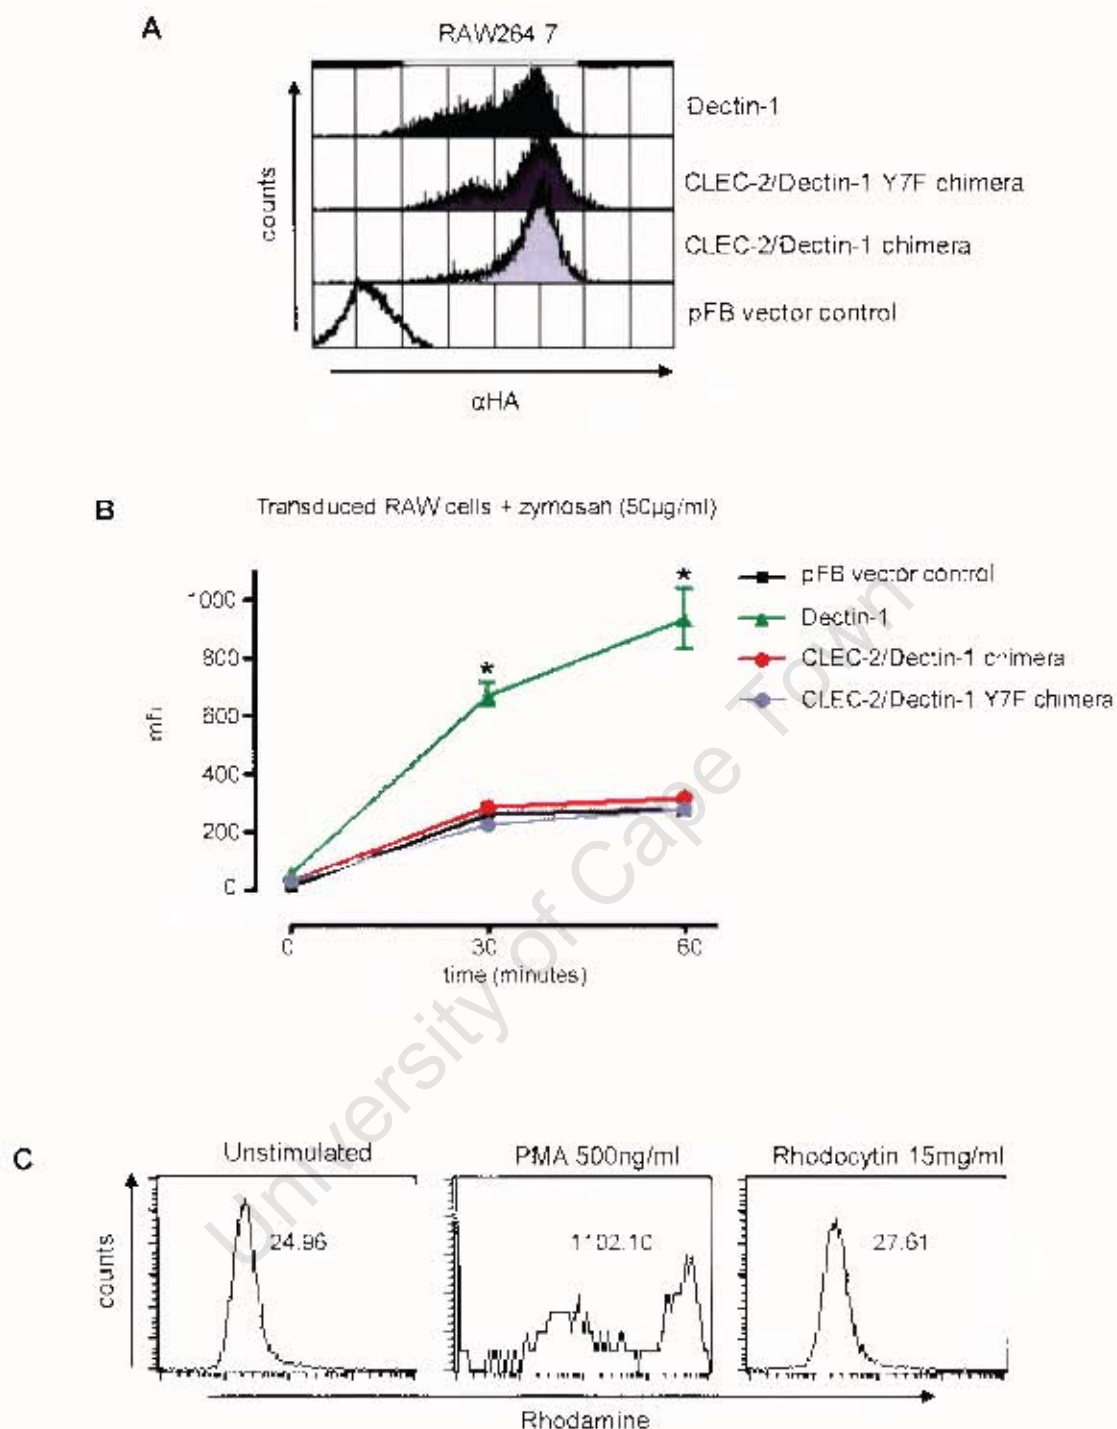 A
RAW264 7
counts
Dectin-1
CLEC-2/Dectin-1 Y7F chimera
CLEC-2/Dectin-1 chimera
pFB vector control
αHA
B
Transduced RAW cells + zymosan (50µg/ml)
mfi
1000
800
600
400
200
0
0
30
60
time (minutes)
*
*
pFB vector control
Dectin-1
CLEC-2/Dectin-1 chimera
CLEC-2/Dectin-1 Y7F chimera
University of Cape Town
C
Unstimulated
PMA 500ng/ml
Rhodocytin 15mg/ml
counts
24.96
1102.10
27.61
Rhodamine